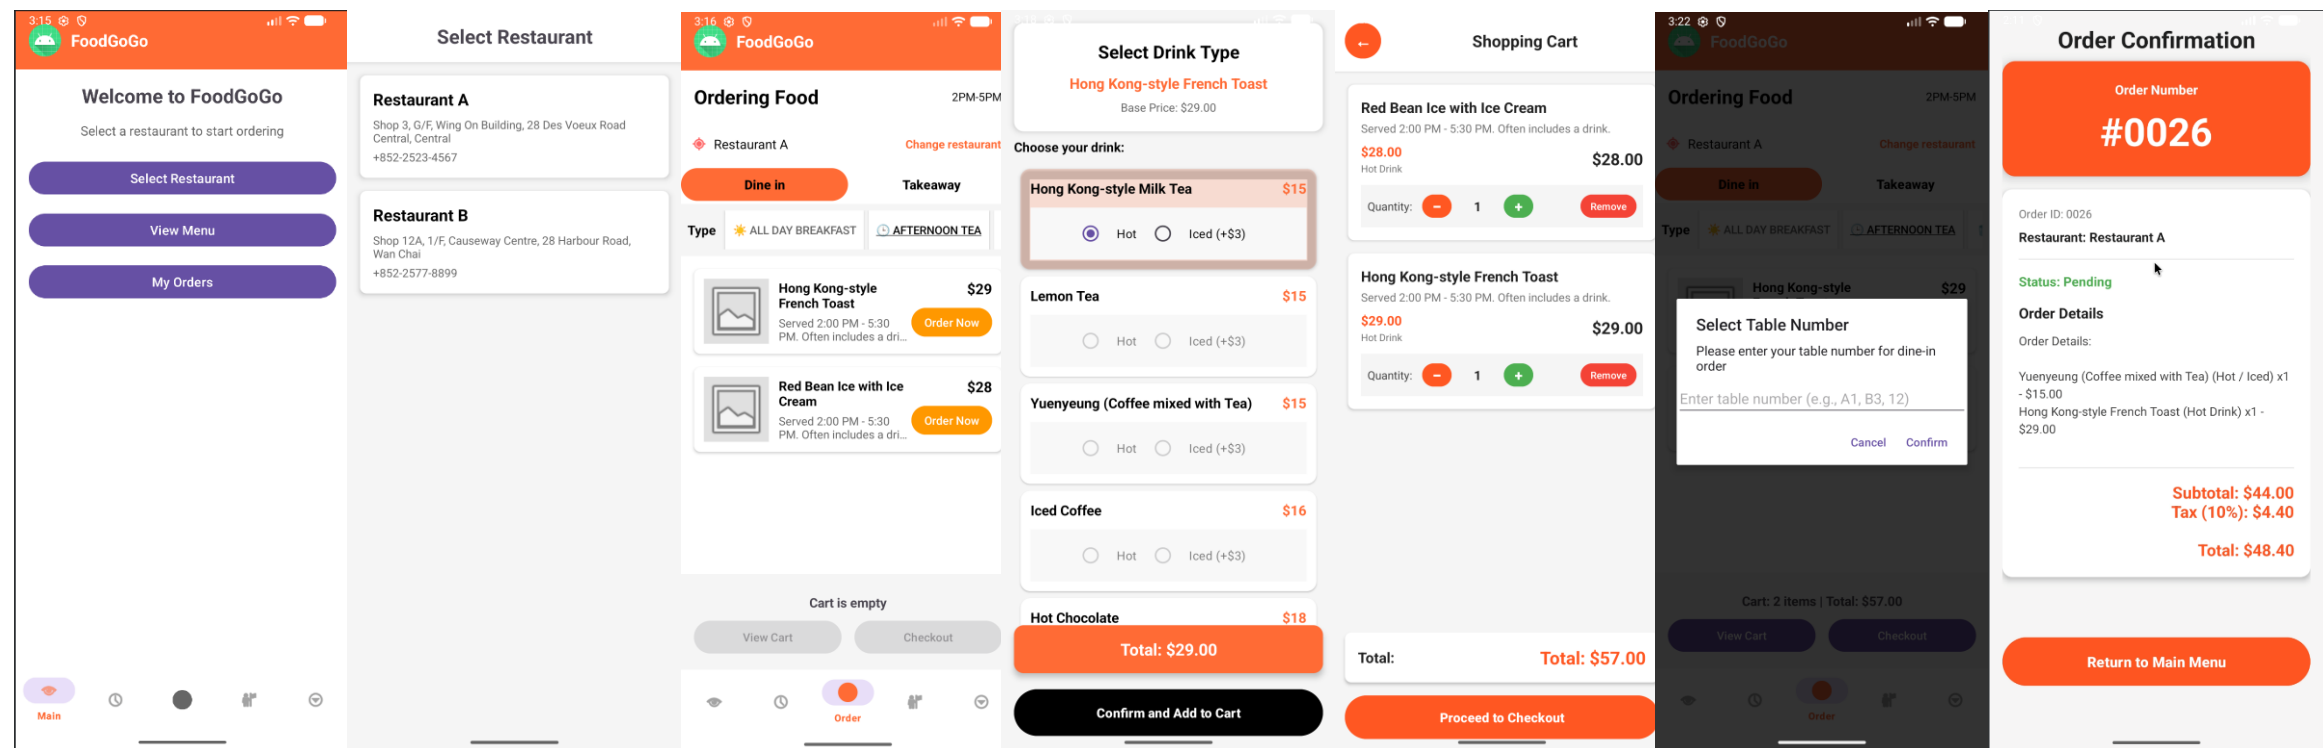 3:15
FoodGoGo
Welcome to FoodGoGo
Select a restaurant to start ordering
Select Restaurant
View Menu
My Orders
Main
Select Restaurant
Restaurant A
Shop 3, G/F, Wing On Building, 28 Des Voeux Road
Central, Central
+852-2523-4567
Restaurant B
Shop 12A, 1/F, Causeway Centre, 28 Harbour Road,
Wan Chai
+852-2577-8899
3:16
FoodGoGo
Ordering Food
2PM-5PM
Restaurant A
Change restaurant
Dine in
Takeaway
Type
ALL DAY BREAKFAST
AFTERNOON TEA
Hong Kong-style
French Toast
$29
Served 2:00 PM - 5:30
PM. Often includes a dri...
Order Now
Red Bean Ice with Ice
Cream
$28
Served 2:00 PM - 5:30
PM. Often includes a dri...
Order Now
Cart is empty
View Cart
Checkout
Order
Select Drink Type
Hong Kong-style French Toast
Base Price: $29.00
Choose your drink:
Hong Kong-style Milk Tea
$15
Hot
Iced (+$3)
Lemon Tea
$15
Hot
Iced (+$3)
Yuenyeung (Coffee mixed with Tea)
$15
Hot
Iced (+$3)
Iced Coffee
$16
Hot
Iced (+$3)
Hot Chocolate
$18
Total: $29.00
Confirm and Add to Cart
Shopping Cart
Red Bean Ice with Ice Cream
Served 2:00 PM - 5:30 PM. Often includes a drink.
$28.00
Hot Drink
$28.00
Quantity:
1
Remove
Hong Kong-style French Toast
Served 2:00 PM - 5:30 PM. Often includes a drink.
$29.00
Hot Drink
$29.00
Quantity:
1
Remove
Total:
Total: $57.00
Proceed to Checkout
3:22
FoodGoGo
Ordering Food
2PM-5PM
Restaurant A
Change restaurant
Dine in
Takeaway
Type
ALL DAY BREAKFAST
AFTERNOON TEA
Hong Kong-style
$29
Select Table Number
Please enter your table number for dine-in
order
Enter table number (e.g., A1, B3, 12)
Cancel
Confirm
Cart: 2 items | Total: $57.00
View Cart
Checkout
Order
Order Confirmation
Order Number
#0026
Order ID: 0026
Restaurant: Restaurant A
Status: Pending
Order Details
Order Details:
Yuenyeung (Coffee mixed with Tea) (Hot / Iced) x1
- $15.00
Hong Kong-style French Toast (Hot Drink) x1 -
$29.00
Subtotal: $44.00
Tax (10%): $4.40
Total: $48.40
Return to Main Menu